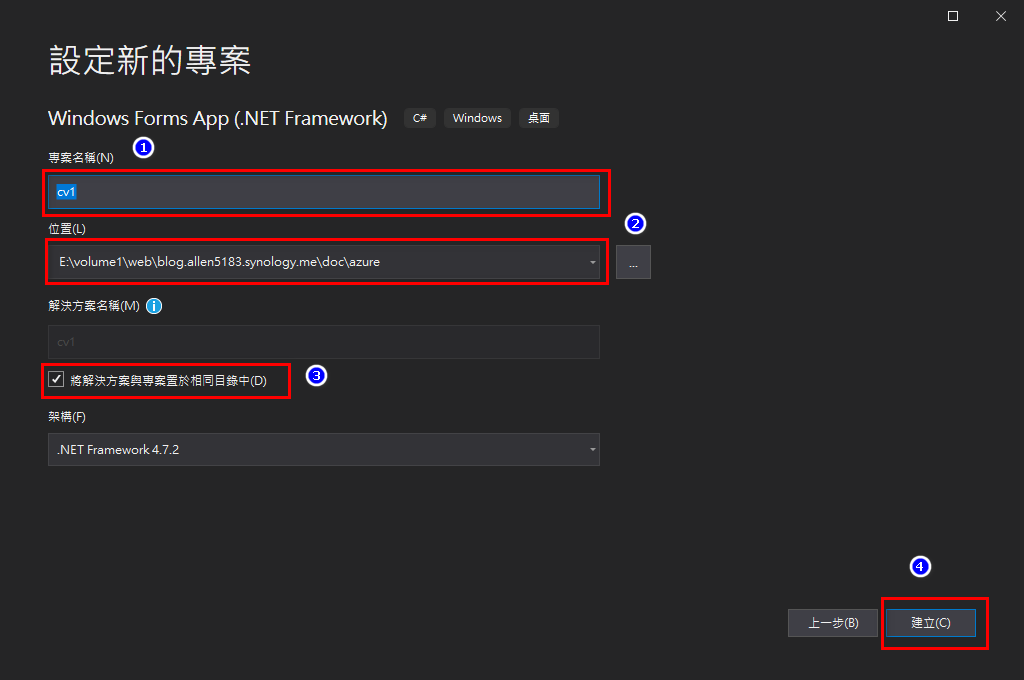 設定新的專案
Windows Forms App (.NET Framework) C# Windows 桌面
1
專案名稱(N)
cv1
位置(L)
2
E:\volume1\web\blog.allen5183.synology.me\doc\azure ...
解決方案名稱(M) i
cv1
將解決方案與專案置於相同目錄中(D) 3
架構(F)
.NET Framework 4.7.2
4
上一步(B) 建立(C)